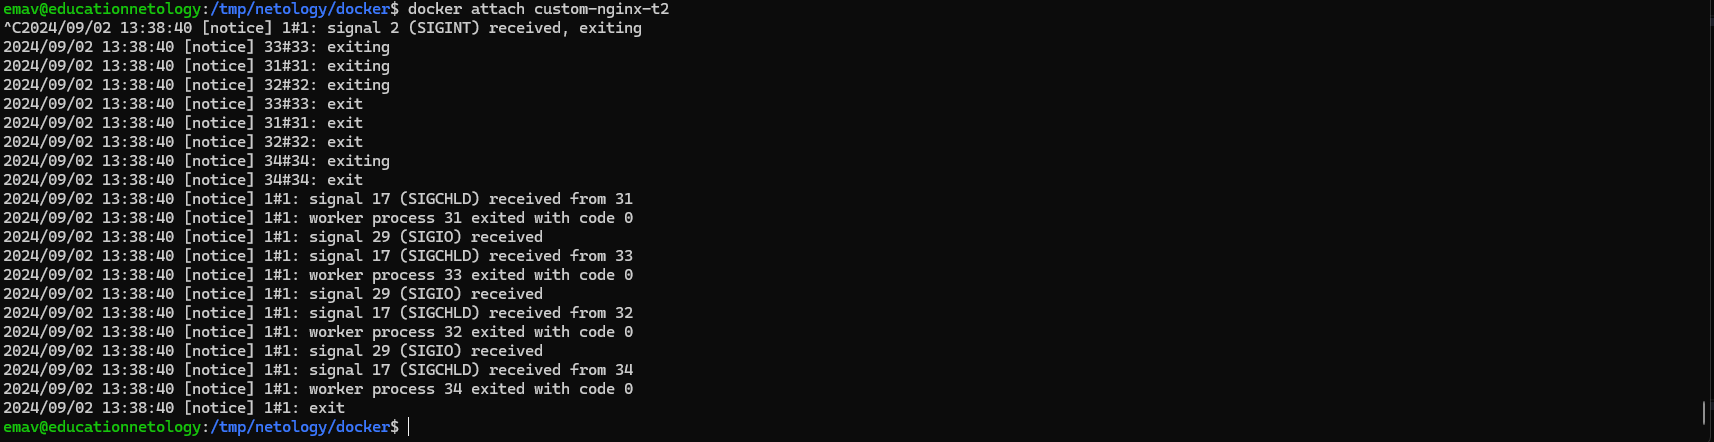 emav@educationnetology:/tmp/netology/docker$ docker attach custom-nginx-t2
^C2024/09/02 13:38:40 [notice] 1#1: signal 2 (SIGINT) received, exiting
2024/09/02 13:38:40 [notice] 33#33: exiting
2024/09/02 13:38:40 [notice] 31#31: exiting
2024/09/02 13:38:40 [notice] 32#32: exiting
2024/09/02 13:38:40 [notice] 33#33: exit
2024/09/02 13:38:40 [notice] 31#31: exit
2024/09/02 13:38:40 [notice] 32#32: exit
2024/09/02 13:38:40 [notice] 34#34: exiting
2024/09/02 13:38:40 [notice] 34#34: exit
2024/09/02 13:38:40 [notice] 1#1: signal 17 (SIGCHLD) received from 31
2024/09/02 13:38:40 [notice] 1#1: worker process 31 exited with code 0
2024/09/02 13:38:40 [notice] 1#1: signal 29 (SIGIO) received
2024/09/02 13:38:40 [notice] 1#1: signal 17 (SIGCHLD) received from 33
2024/09/02 13:38:40 [notice] 1#1: worker process 33 exited with code 0
2024/09/02 13:38:40 [notice] 1#1: signal 29 (SIGIO) received
2024/09/02 13:38:40 [notice] 1#1: signal 17 (SIGCHLD) received from 32
2024/09/02 13:38:40 [notice] 1#1: worker process 32 exited with code 0
2024/09/02 13:38:40 [notice] 1#1: signal 29 (SIGIO) received
2024/09/02 13:38:40 [notice] 1#1: signal 17 (SIGCHLD) received from 34
2024/09/02 13:38:40 [notice] 1#1: worker process 34 exited with code 0
2024/09/02 13:38:40 [notice] 1#1: exit
emav@educationnetology:/tmp/netology/docker$